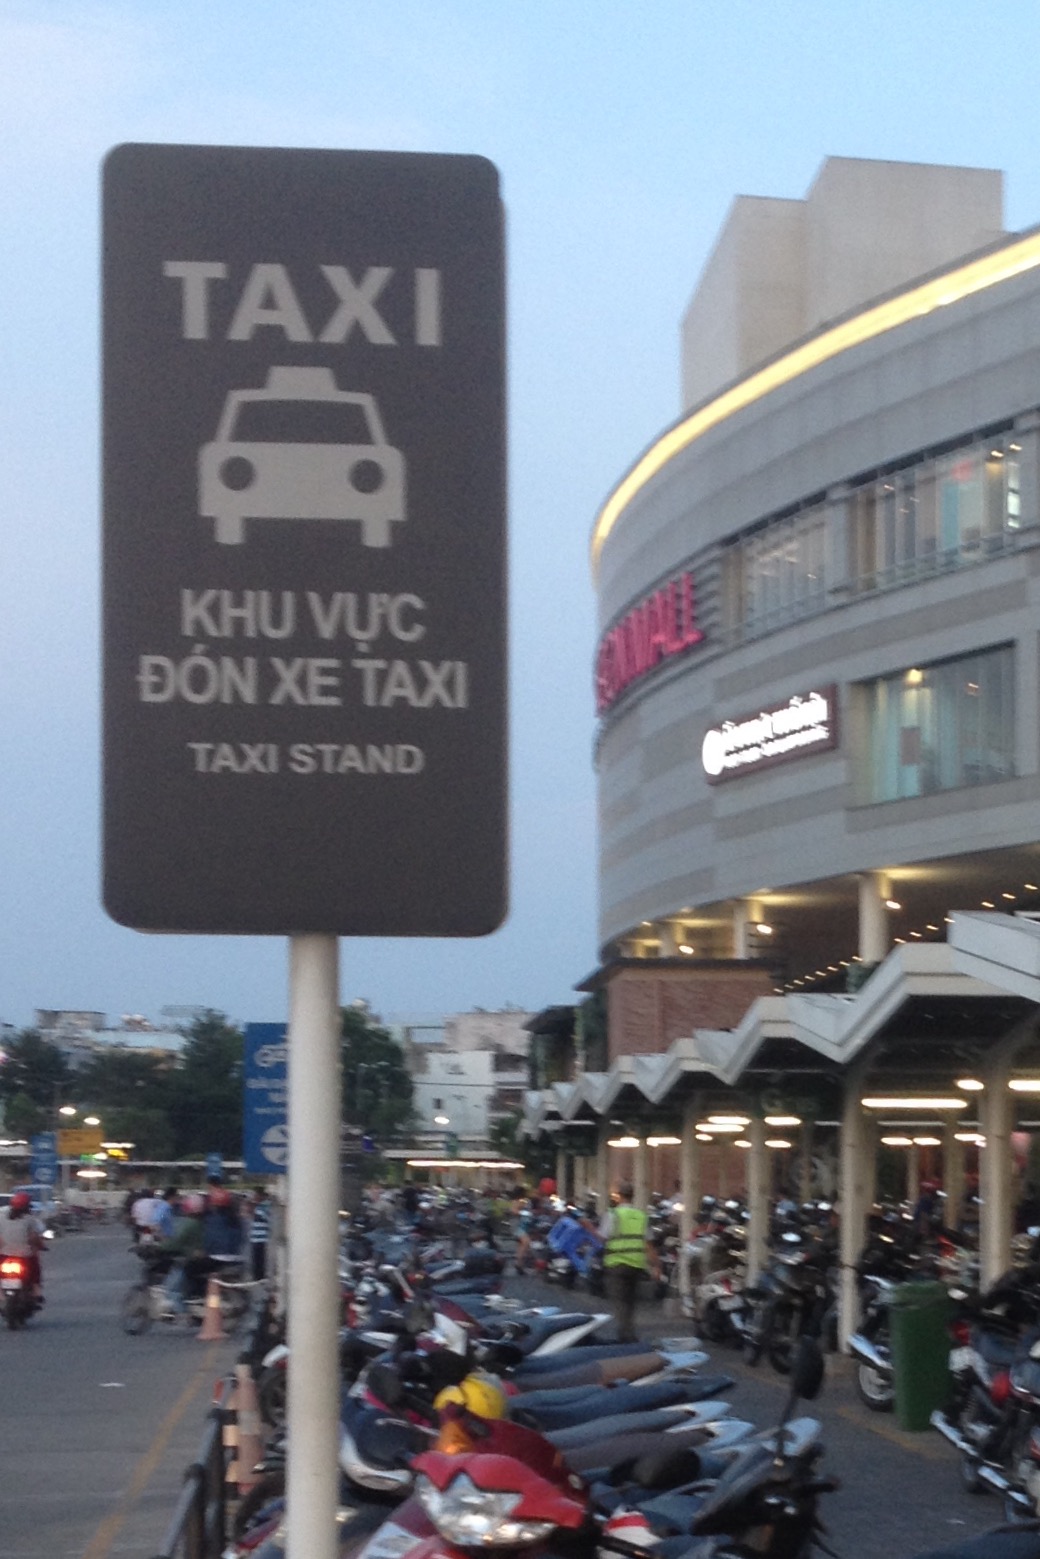 TAXI
KHU VỰC
ĐÓN XE TAXI
TAXI STAND